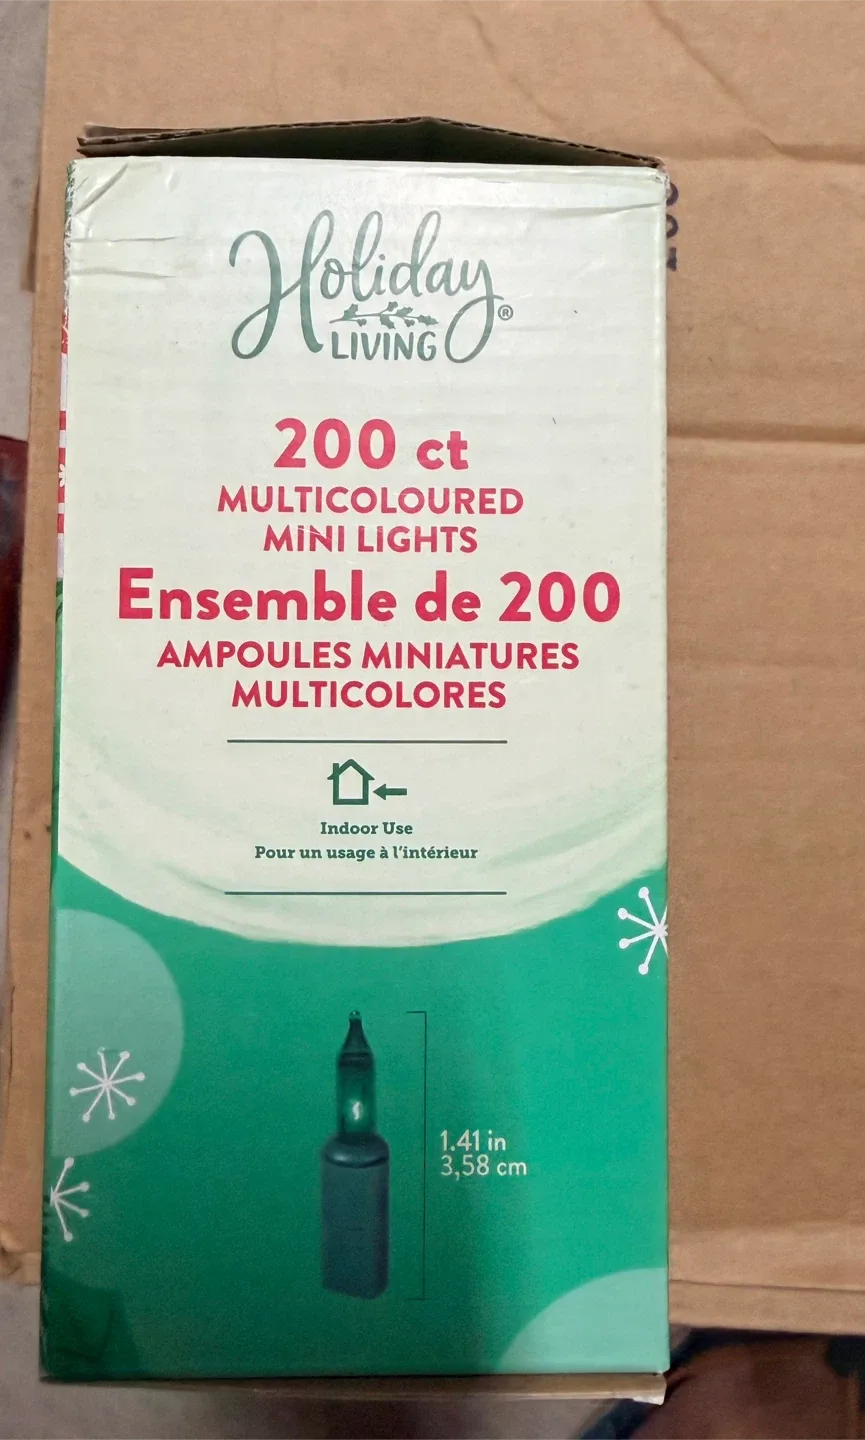 Holiday
LIVING®
200 ct
MULTICOLOURED
MINI LIGHTS
Ensemble de 200
AMPOULES MINIATURES
MULTICOLORES
Indoor Use
Pour un usage à l'intérieur
1.41 in
3,58 cm